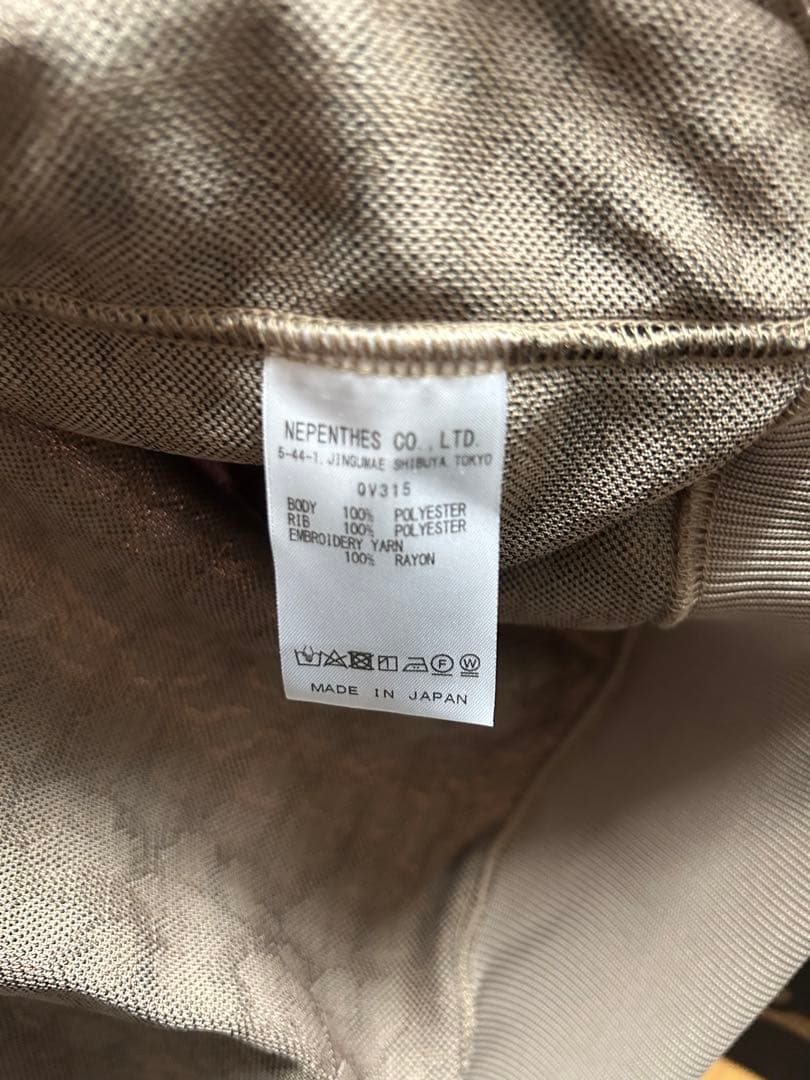 NEPENTHES CO.,LTD.
5-44-1, JINGUMAE SHIBUYA TOKYO
QV315
BODY 100% POLYESTER
RIB 100% POLYESTER
EMBROIDERY YARN
100% RAYON
F W
MADE IN JAPAN